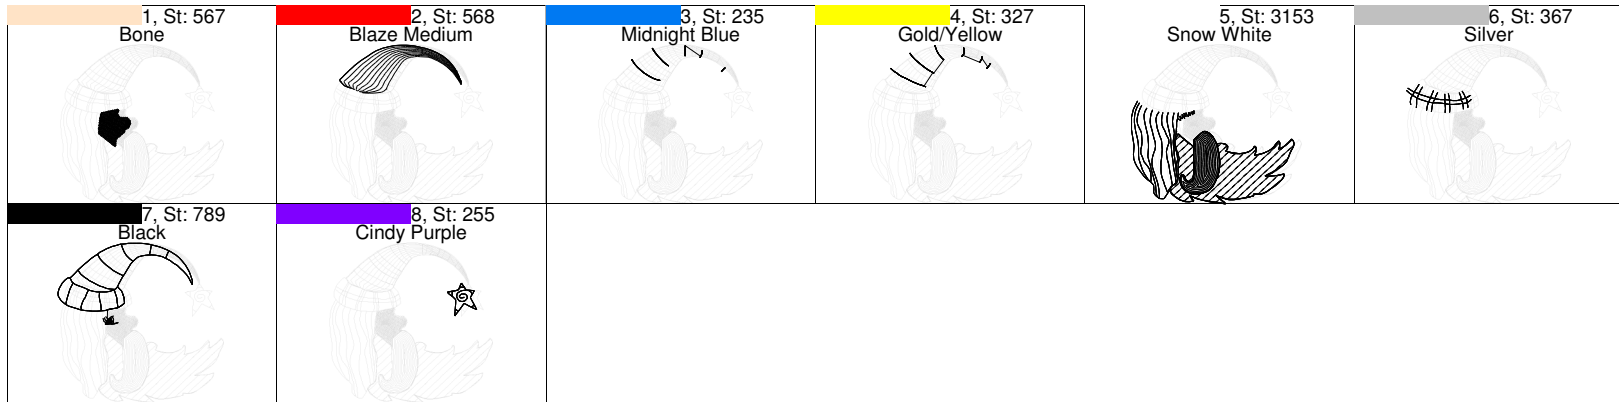 1, St: 567
Bone
2, St: 568
Blaze Medium
3, St: 235
Midnight Blue
4, St: 327
Gold/Yellow
5, St: 3153
Snow White
6, St: 367
Silver
7, St: 789
Black
8, St: 255
Cindy Purple